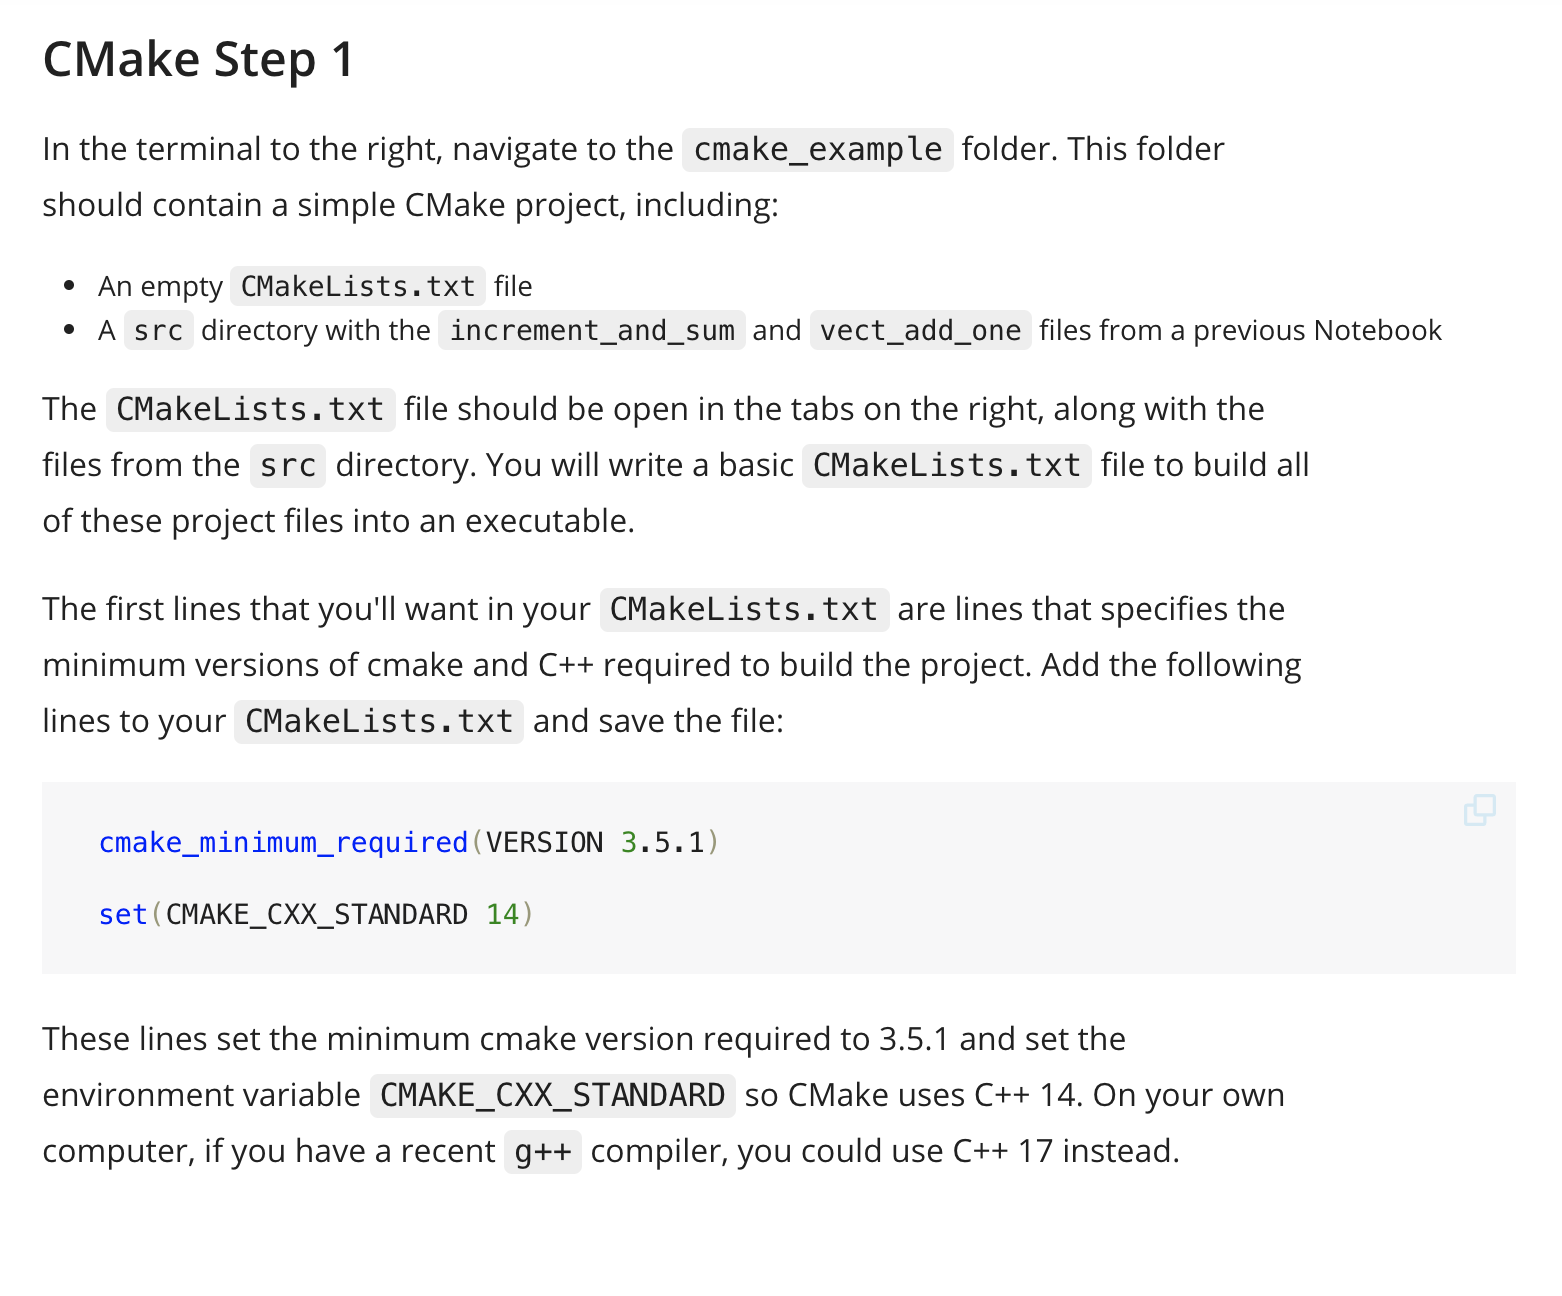 CMake Step 1
In the terminal to the right, navigate to the cmake_example folder. This folder
should contain a simple CMake project, including:
• An empty CMakeLists.txt file
• A src directory with the increment_and_sum and vect_add_one files from a previous Notebook
The CMakeLists.txt file should be open in the tabs on the right, along with the
files from the src directory. You will write a basic CMakeLists.txt file to build all
of these project files into an executable.
The first lines that you'll want in your CMakeLists.txt are lines that specifies the
minimum versions of cmake and C++ required to build the project. Add the following
lines to your CMakeLists.txt and save the file:
cmake_minimum_required(VERSION 3.5.1)
set(CMAKE_CXX_STANDARD 14)
These lines set the minimum cmake version required to 3.5.1 and set the
environment variable CMAKE_CXX_STANDARD so CMake uses C++ 14. On your own
computer, if you have a recent g++ compiler, you could use C++ 17 instead.